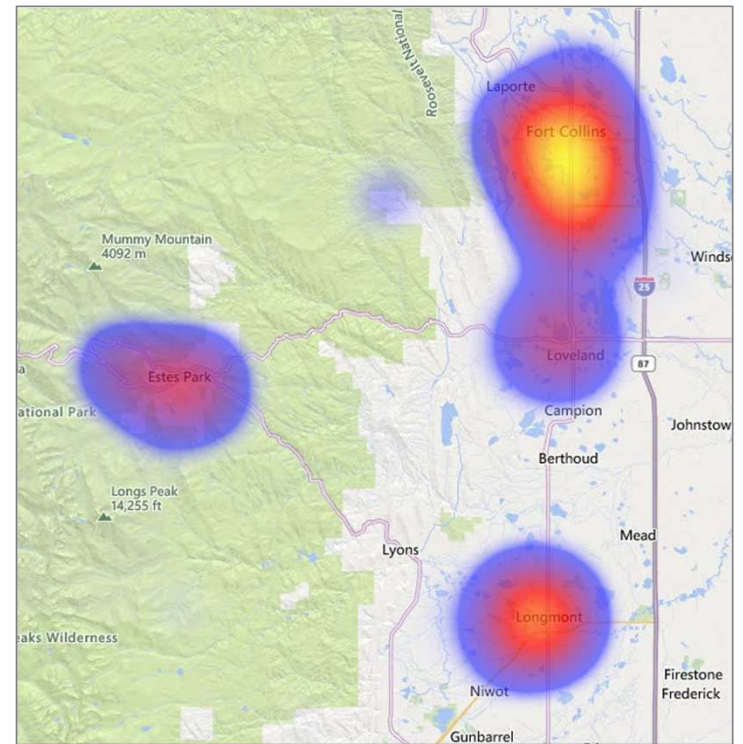 Roosevelt National
Laporte
Fort Collins
Mummy Mountain
4092 m
Winds
25
Loveland
Estes Park
87
ational Park
Campion
Johnstow
Berthoud
Longs Peak
14,255 ft
Mead
Lyons
Longmont
eaks Wilderness
Niwot
Firestone
Frederick
Gunbarrel